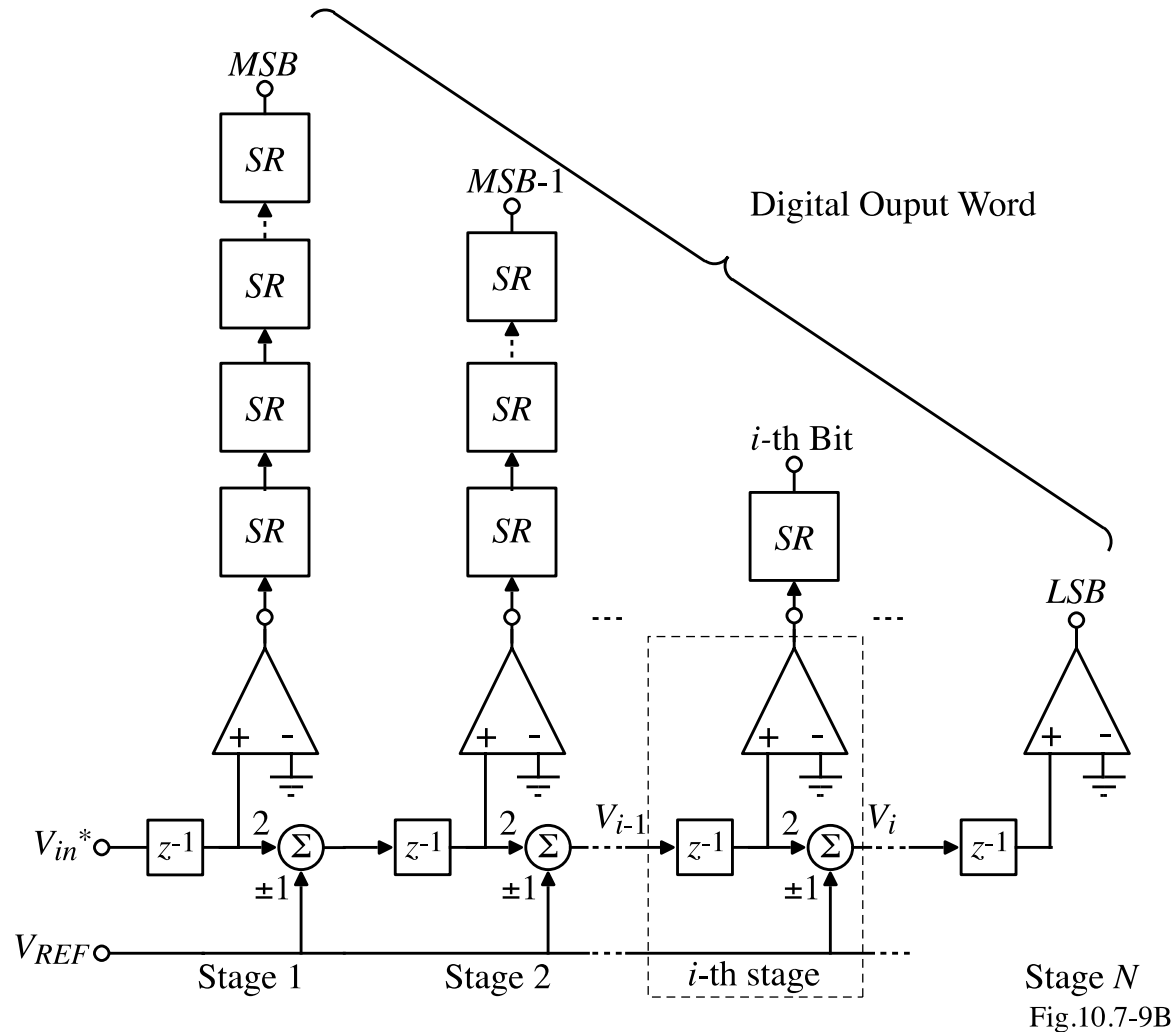 MSB
SR
MSB-1
SR
SR
Digital Ouput Word
SR
SR
SR
i-th Bit
SR
SR
SR
LSB
+ -
+ -
+ -
+ -
V_in* z⁻¹ 2 Σ z⁻¹ 2 Σ V_i-1 z⁻¹ 2 Σ V_i z⁻¹
±1 ±1 ±1
V_REF
Stage 1 Stage 2 i-th stage Stage N
Fig.10.7-9B